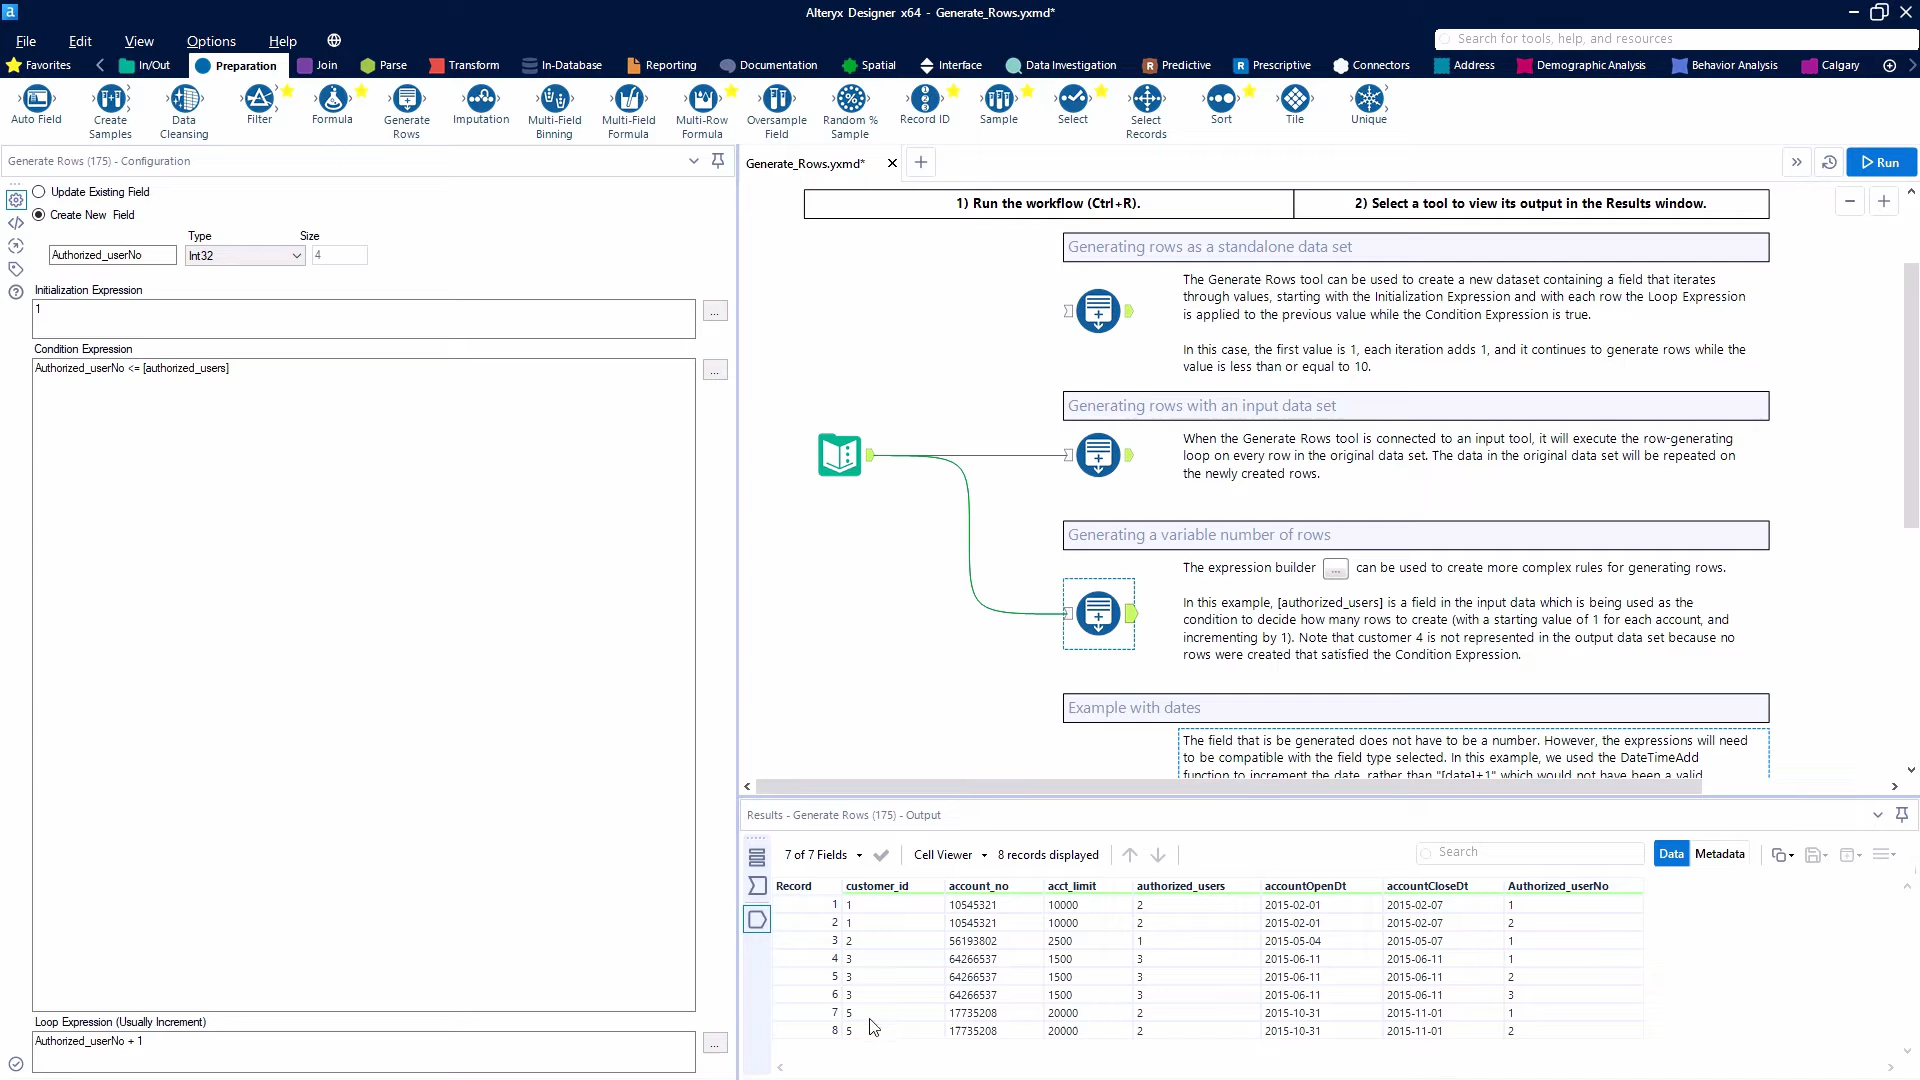 Alteryx Designer x64 - Generate_Rows.yxmd*
File Edit View Options Help
Search for tools, help, and resources
Favorites In/Out Preparation Join Parse Transform In-Database Reporting Documentation Spatial Interface Data Investigation Predictive Prescriptive Connectors Address Demographic Analysis Behavior Analysis Calgary
Auto Field Create Data Filter Formula Generate Imputation Multi-Field Multi-Field Multi-Row Oversample Random % Record ID Sample Select Select Sort Tile Unique
Samples Cleansing Rows Binning Formula Formula Field Sample Records
Generate Rows (175) - Configuration
Update Existing Field
Create New Field
Type Size
Authorized_userNo Int32 4
Initialization Expression
1
...
Condition Expression
Authorized_userNo <= [authorized_users]
...
Loop Expression (Usually Increment)
Authorized_userNo + 1
...
Generate_Rows.yxmd*
Run
1) Run the workflow (Ctrl+R). 2) Select a tool to view its output in the Results window.
Generating rows as a standalone data set
The Generate Rows tool can be used to create a new dataset containing a field that iterates
through values, starting with the Initialization Expression and with each row the Loop Expression
is applied to the previous value while the Condition Expression is true.
In this case, the first value is 1, each iteration adds 1, and it continues to generate rows while the
value is less than or equal to 10.
Generating rows with an input data set
When the Generate Rows tool is connected to an input tool, it will execute the row-generating
loop on every row in the original data set. The data in the original data set will be repeated on
the newly created rows.
Generating a variable number of rows
The expression builder ... can be used to create more complex rules for generating rows.
In this example, [authorized_users] is a field in the input data which is being used as the
condition to decide how many rows to create (with a starting value of 1 for each account, and
incrementing by 1). Note that customer 4 is not represented in the output data set because no
rows were created that satisfied the Condition Expression.
Example with dates
The field that is be generated does not have to be a number. However, the expressions will need
to be compatible with the field type selected. In this example, we used the DateTimeAdd
function to increment the date, rather than "[date]+1" which would not have been a valid
Results - Generate Rows (175) - Output
7 of 7 Fields Cell Viewer 8 records displayed Search Data Metadata
Record customer_id account_no acct_limit authorized_users accountOpenDt accountCloseDt Authorized_userNo
1 1 10545321 10000 2 2015-02-01 2015-02-07 1
2 1 10545321 10000 2 2015-02-01 2015-02-07 2
3 2 56193802 2500 1 2015-05-04 2015-05-07 1
4 3 64266537 1500 3 2015-06-11 2015-06-11 1
5 3 64266537 1500 3 2015-06-11 2015-06-11 2
6 3 64266537 1500 3 2015-06-11 2015-06-11 3
7 5 17735208 20000 2 2015-10-31 2015-11-01 1
8 5 17735208 20000 2 2015-10-31 2015-11-01 2